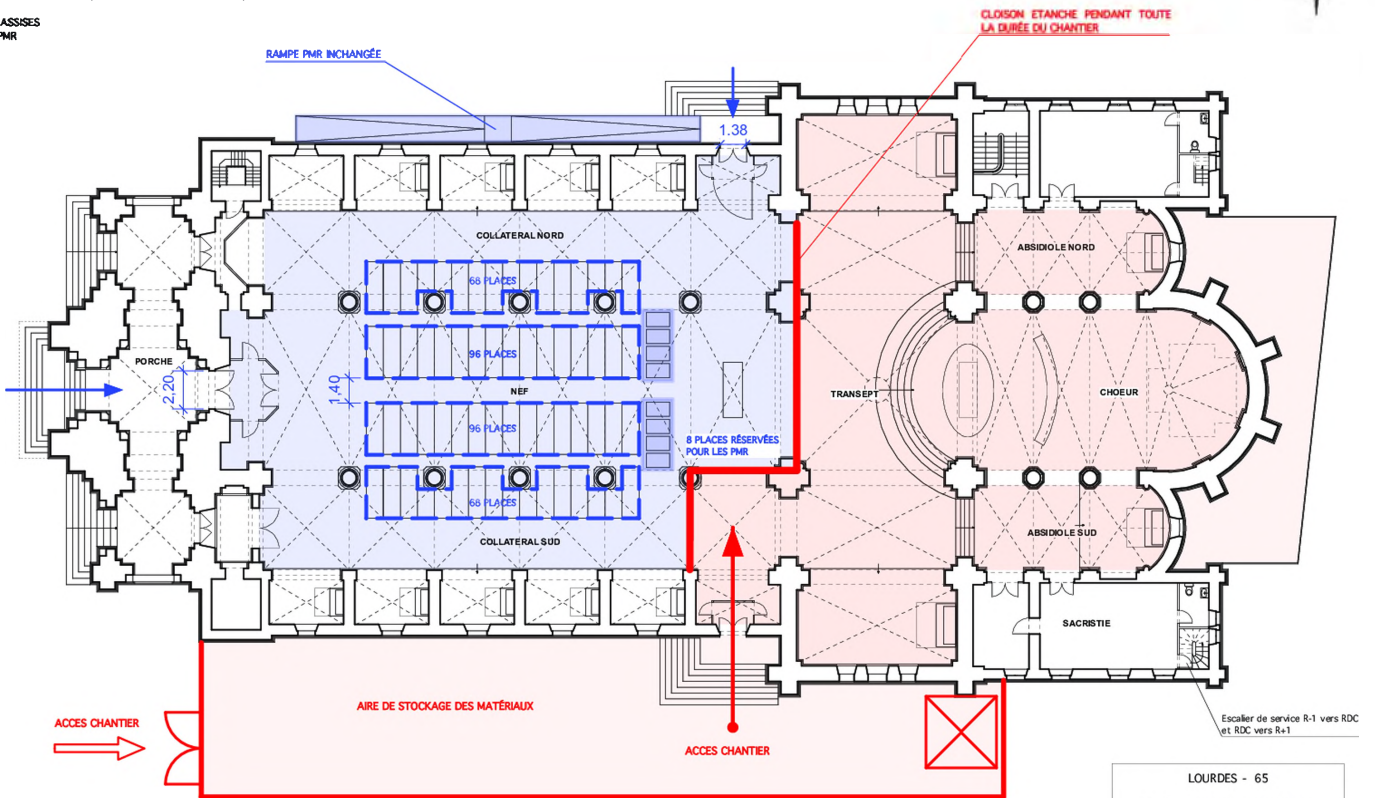 ASSISES
PMR
CLOISON ETANCHE PENDANT TOUTE
LA DURÉE DU CHANTIER
RAMPE PMR INCHANGÉE
1.38
COLLATERAL NORD
ABSIDIOLE NORD
68 PLACES
96 PLACES
PORCHE
2,20
1,40
NEF
TRANSEPT
CHOEUR
96 PLACES
8 PLACES RÉSERVÉES
POUR LES PMR
68 PLACES
COLLATERAL SUD
ABSIDIOLE SUD
SACRISTIE
AIRE DE STOCKAGE DES MATÉRIAUX
ACCES CHANTIER
ACCES CHANTIER
Escalier de service R-1 vers RDC
et RDC vers R+1
LOURDES - 65